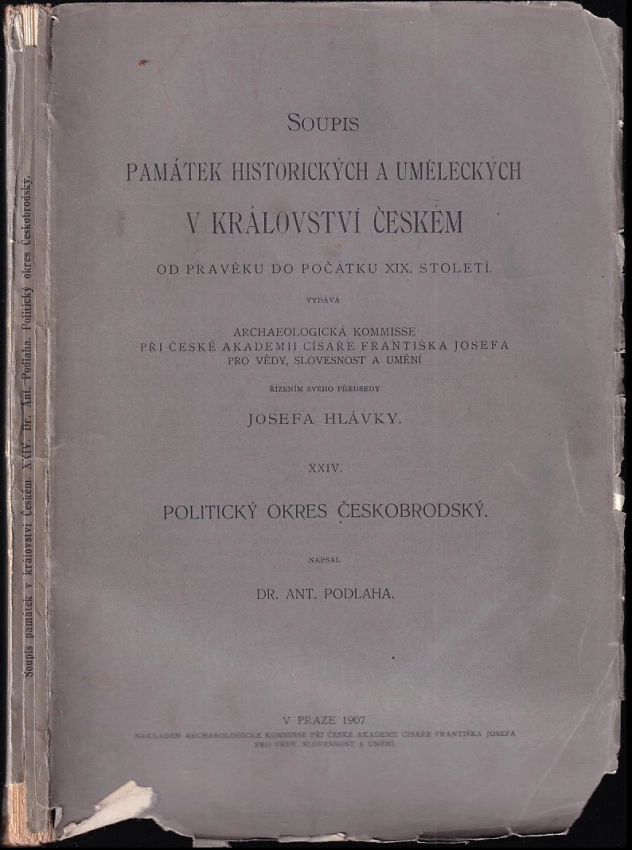 Soupis památek v království Českém. XXIV. Dr. Ant. Podlaha. Politický okres Českobrodský.
SOUPIS
PAMÁTEK HISTORICKÝCH A UMĚLECKÝCH
V KRÁLOVSTVÍ ČESKÉM
OD PRAVĚKU DO POČÁTKU XIX. STOLETÍ.
VYDÁVÁ
ARCHAEOLOGICKÁ KOMMISSE
PŘI ČESKÉ AKADEMII CÍSAŘE FRANTIŠKA JOSEFA
PRO VĚDY, SLOVESNOST A UMĚNÍ
ŘÍZENÍM SVÉHO PŘEDSEDY
JOSEFA HLÁVKY.
XXIV.
POLITICKÝ OKRES ČESKOBRODSKÝ.
NAPSAL
DR. ANT. PODLAHA.
V PRAZE 1907
NÁKLADEM ARCHAEOLOGICKÉ KOMMISSE PŘI ČESKÉ AKADEMII CÍSAŘE FRANTIŠKA JOSEFA
PRO VĚDY, SLOVESNOST A UMĚNÍ.